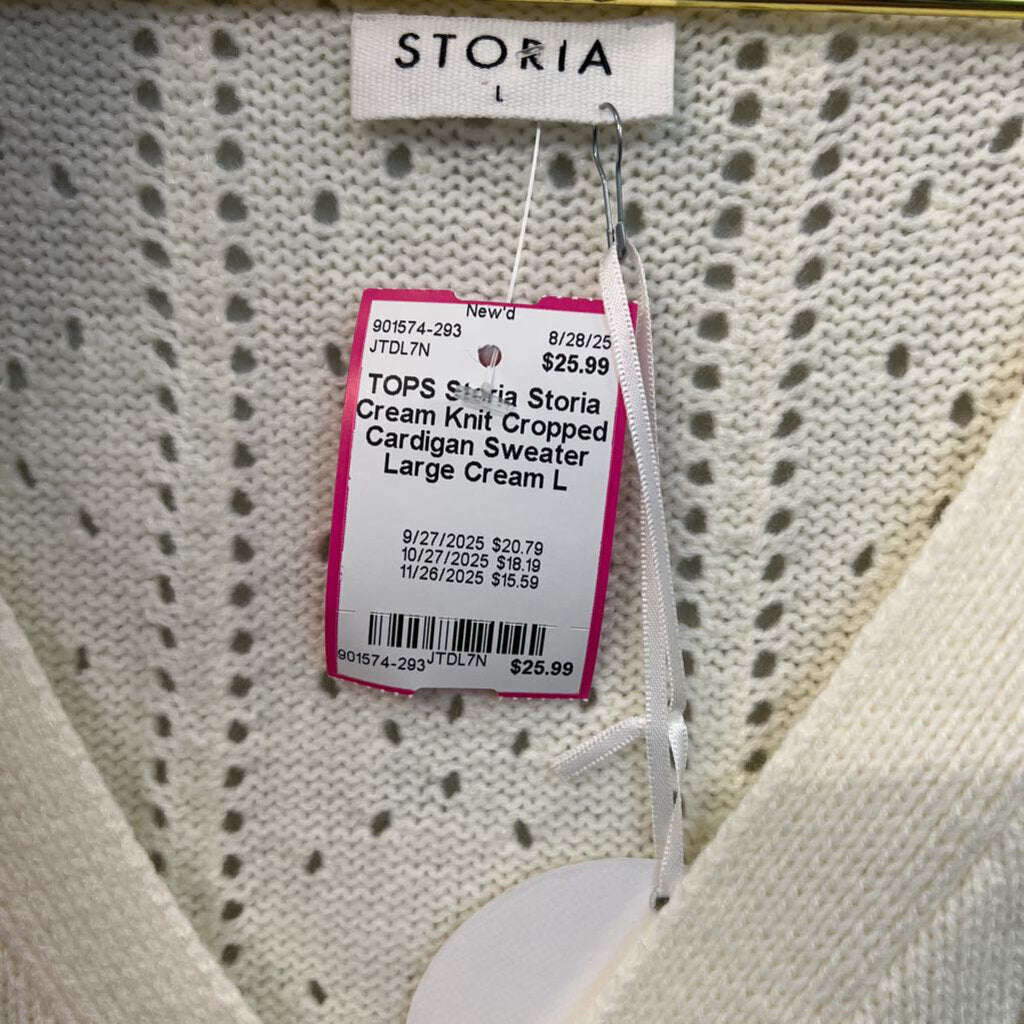 STORIA
L
New'd
901574-293 8/28/25
JTDL7N $25.99
TOPS Storia Storia
Cream Knit Cropped
Cardigan Sweater
Large Cream L
9/27/2025 $20.79
10/27/2025 $18.19
11/26/2025 $15.59
901574-293 JTDL7N $25.99